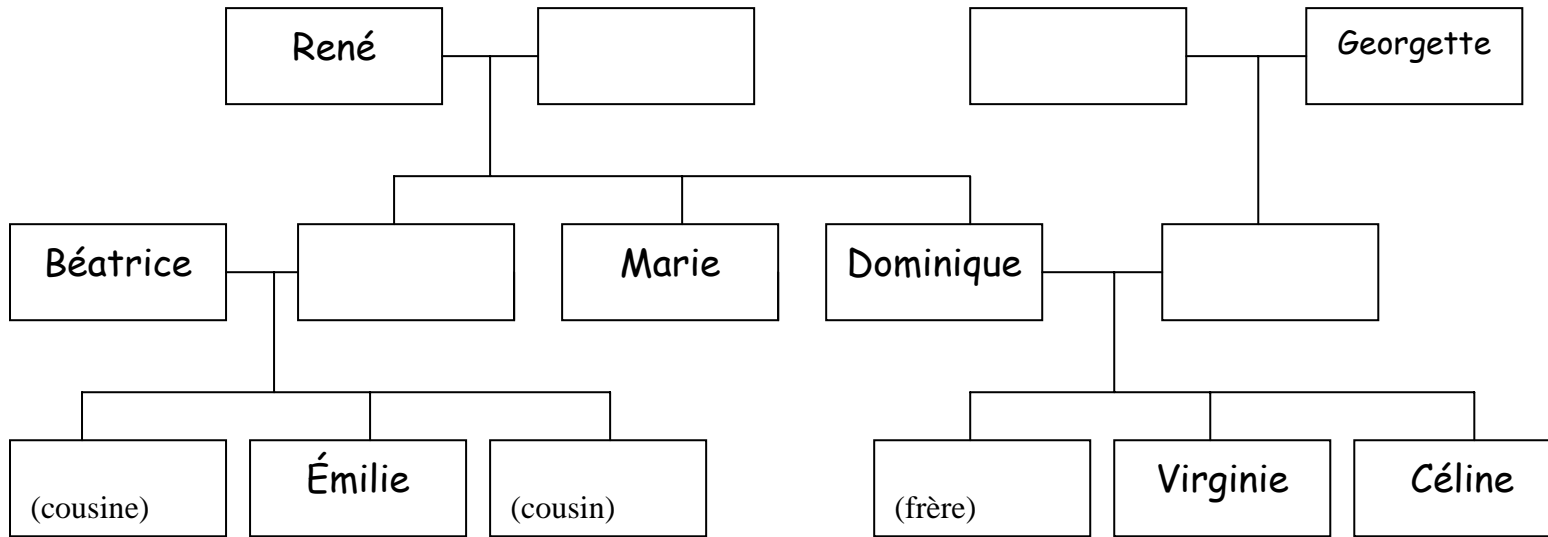 René
Georgette
Béatrice
Marie
Dominique
Émilie
Virginie
Céline
(cousine)
(cousin)
(frère)